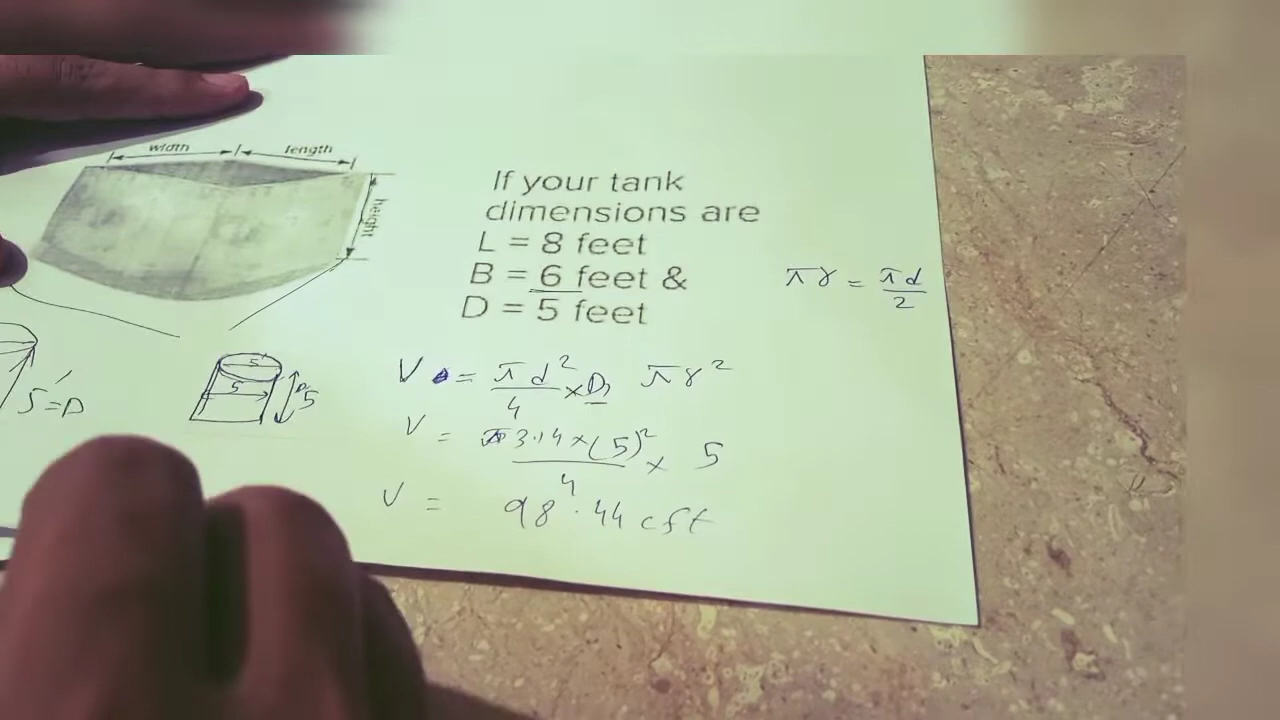 width
length
height
If your tank
dimensions are
L = 8 feet
B = 6 feet &
D = 5 feet
πr = πd/2
5'=D
5'
5
5
V = πd²/4 × D, πr²
V = 3.14×(5)²/4 × 5
V = 98.44 cft